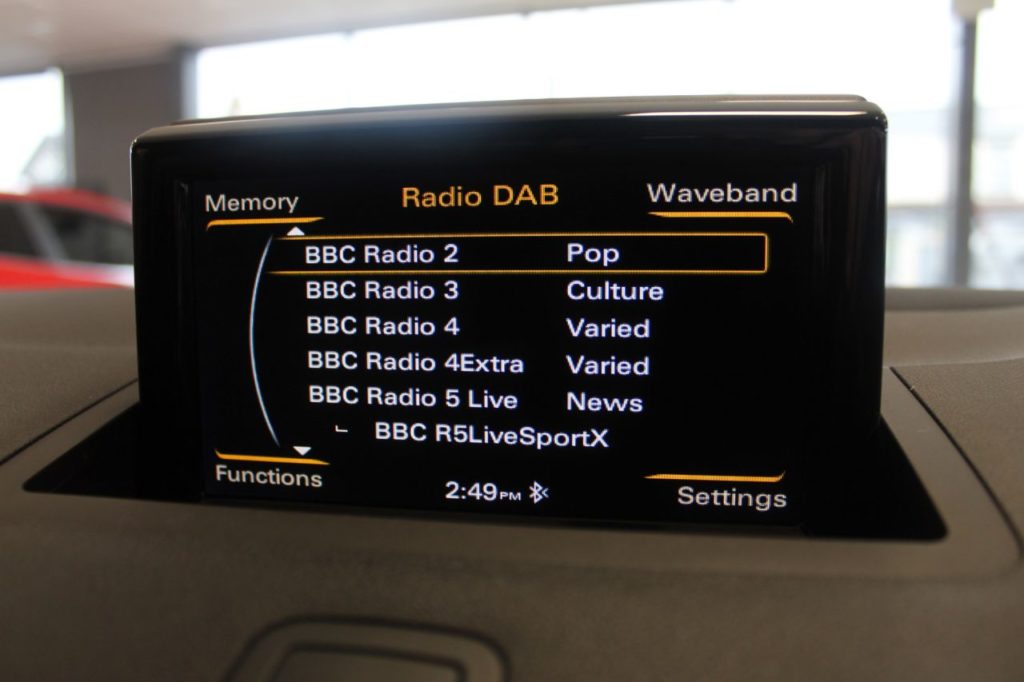 Memory Radio DAB Waveband
BBC Radio 2 Pop
BBC Radio 3 Culture
BBC Radio 4 Varied
BBC Radio 4Extra Varied
BBC Radio 5 Live News
BBC R5LiveSportX
Functions 2:49PM Settings